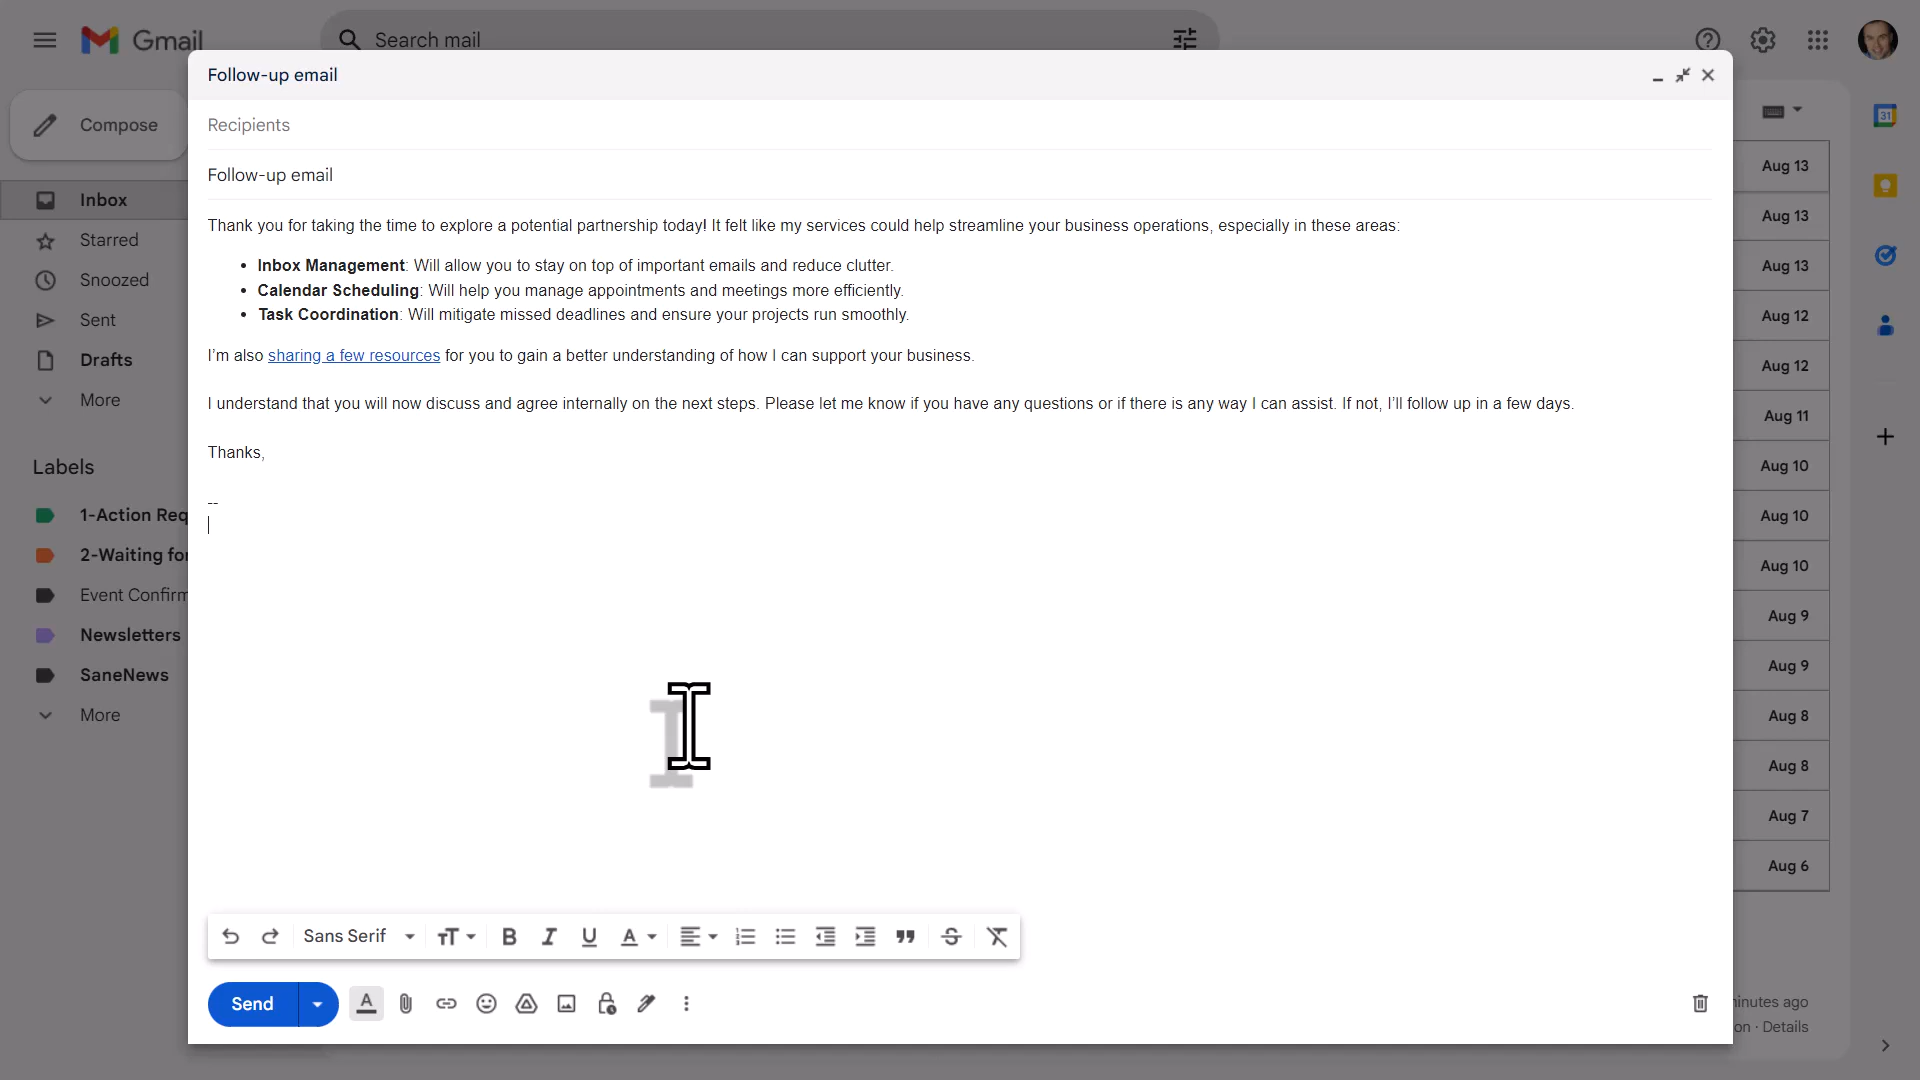 Gmail
Search mail
Follow-up email
Compose
Recipients
Follow-up email
Thank you for taking the time to explore a potential partnership today! It felt like my services could help streamline your business operations, especially in these areas:
• Inbox Management: Will allow you to stay on top of important emails and reduce clutter.
• Calendar Scheduling: Will help you manage appointments and meetings more efficiently.
• Task Coordination: Will mitigate missed deadlines and ensure your projects run smoothly.
I'm also sharing a few resources for you to gain a better understanding of how I can support your business.
I understand that you will now discuss and agree internally on the next steps. Please let me know if you have any questions or if there is any way I can assist. If not, I'll follow up in a few days.
Thanks,
--
Inbox
Starred
Snoozed
Sent
Drafts
More
Labels
1-Action Req
2-Waiting for
Event Confirm
Newsletters
SaneNews
More
31
Aug 13
Aug 13
Aug 13
Aug 12
Aug 12
Aug 11
Aug 10
Aug 10
Aug 10
Aug 9
Aug 9
Aug 8
Aug 8
Aug 7
Aug 6
Sans Serif
Send
inutes ago
on · Details